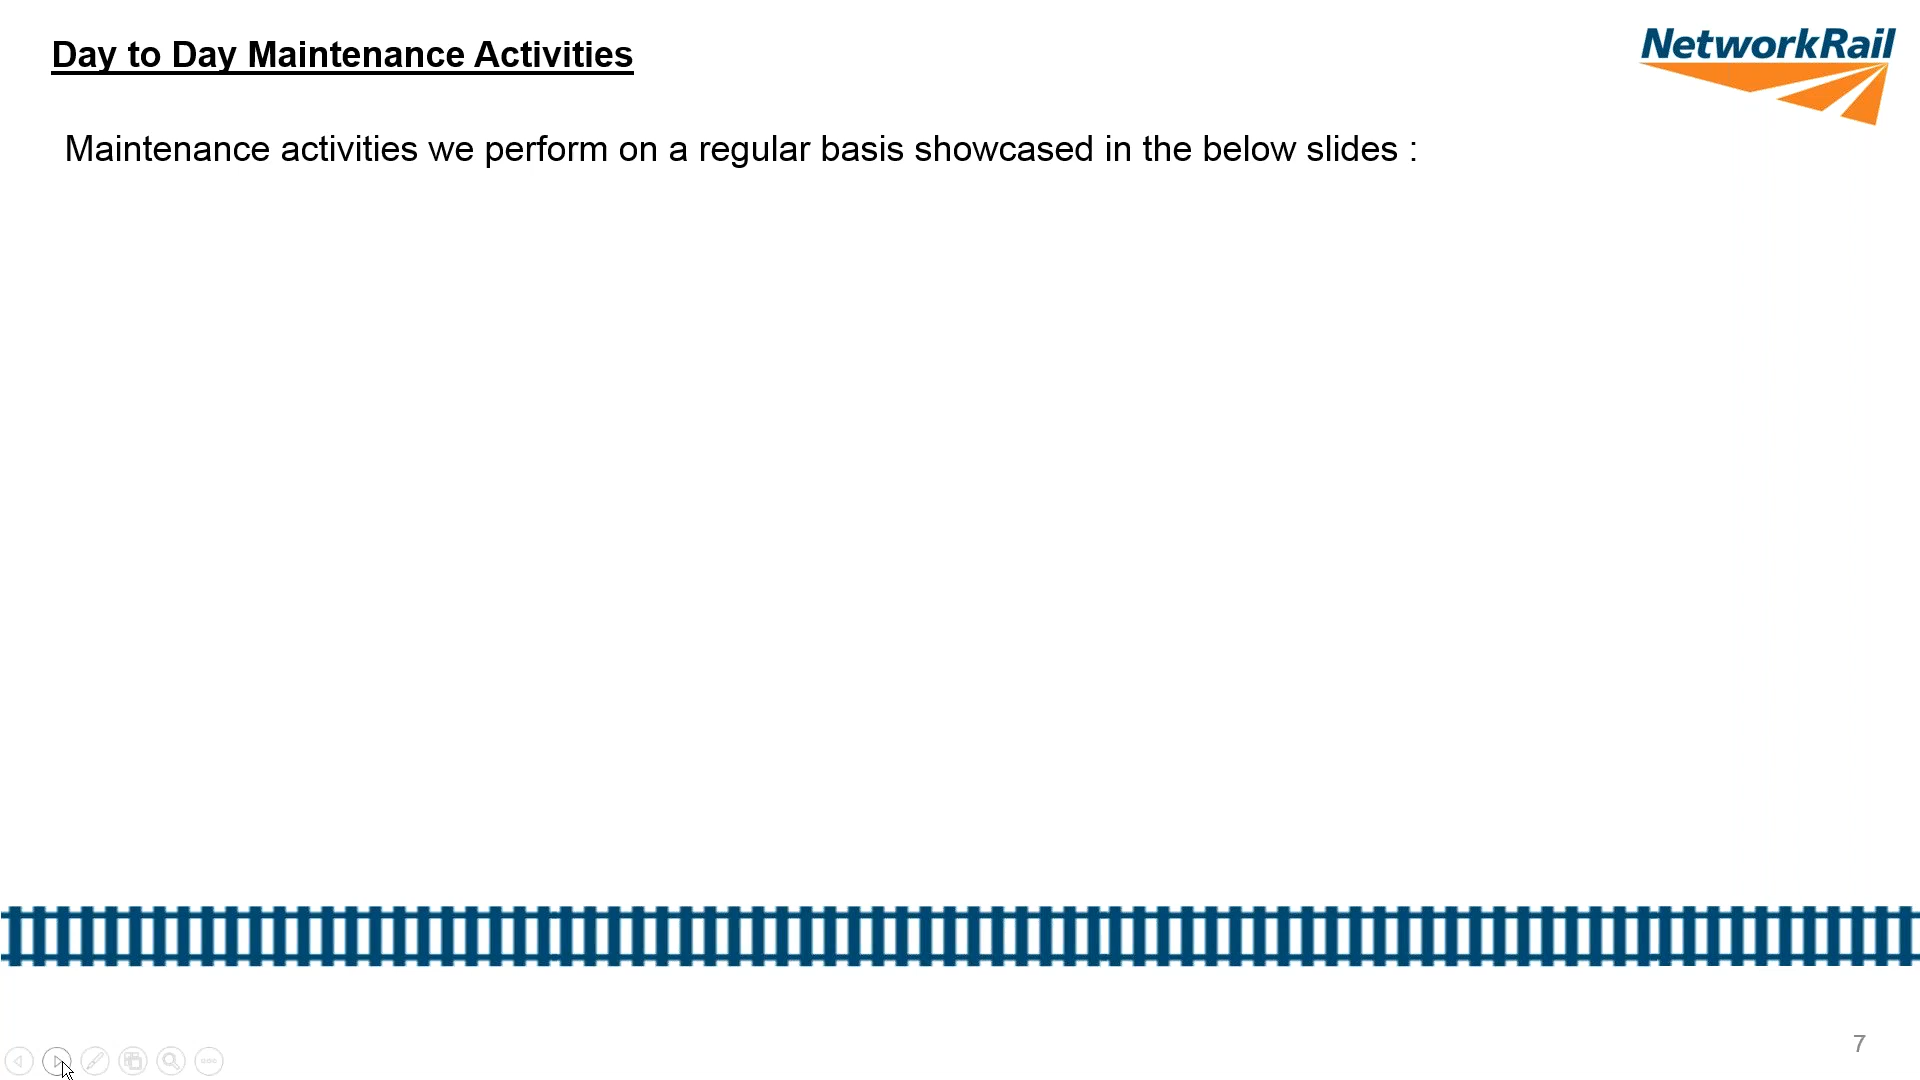 Day to Day Maintenance Activities
NetworkRail
Maintenance activities we perform on a regular basis showcased in the below slides :
7